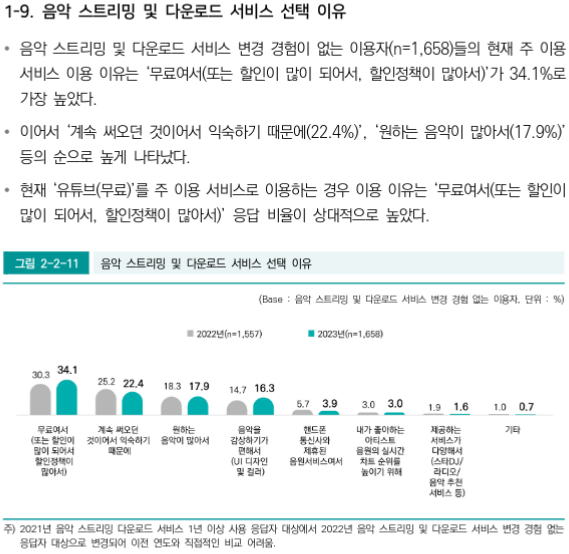 1-9. 음악 스트리밍 및 다운로드 서비스 선택 이유
• 음악 스트리밍 및 다운로드 서비스 변경 경험이 없는 이용자(n=1,658)들의 현재 주 이용
서비스 이용 이유는 ‘무료여서(또는 할인이 많이 되어서, 할인정책이 많아서)’가 34.1%로
가장 높았다.
• 이어서 ‘계속 써오던 것이어서 익숙하기 때문에(22.4%)’, ‘원하는 음악이 많아서(17.9%)’
등의 순으로 높게 나타났다.
• 현재 ‘유튜브(무료)’를 주 이용 서비스로 이용하는 경우 이용 이유는 ‘무료여서(또는 할인이
많이 되어서, 할인정책이 많아서)’ 응답 비율이 상대적으로 높았다.
그림 2-2-11 음악 스트리밍 및 다운로드 서비스 선택 이유
(Base : 음악 스트리밍 및 다운로드 서비스 변경 경험 없는 이용자, 단위 : %)
2022년(n=1,557) 2023년(n=1,658)
30.3 34.1 25.2 22.4 18.3 17.9 14.7 16.3 5.7 3.9 3.0 3.0 1.9 1.6 1.0 0.7
무료여서
(또는 할인이
많이 되어서
할인정책이
많아서)
계속 써오던
것이어서 익숙하기
때문에
원하는
음악이 많아서
음악을
감상하기가
편해서
(UI 디자인
및 컬러)
핸드폰
통신사와
제휴된
음원서비스여서
내가 좋아하는
아티스트
음원의 실시간
차트 순위를
높이기 위해
제공하는
서비스가
다양해서
(스타DJ/
라디오/
음악 추천
서비스 등)
기타
주) 2021년 음악 스트리밍 다운로드 서비스 1년 이상 사용 응답자 대상에서 2022년 음악 스트리밍 및 다운로드 서비스 변경 경험 없는
응답자 대상으로 변경되어 이전 연도와 직접적인 비교 어려움.